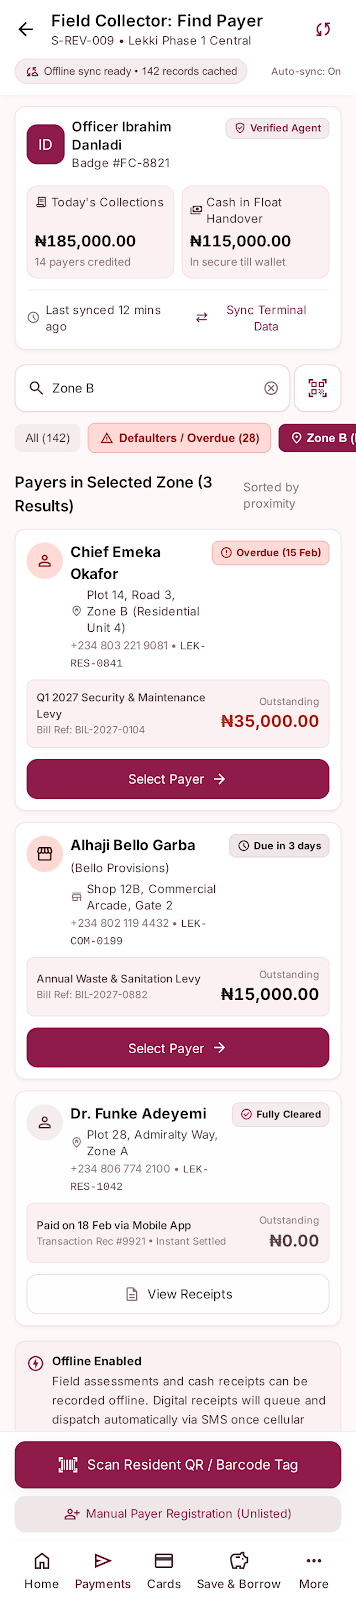 Field Collector: Find Payer
S-REV-009 • Lekki Phase 1 Central
Offline sync ready • 142 records cached
Auto-sync: On
ID
Officer Ibrahim
Danladi
Badge #FC-8821
Verified Agent
Today's Collections
₦185,000.00
14 payers credited
Cash in Float
Handover
₦115,000.00
In secure till wallet
Last synced 12 mins
ago
Sync Terminal
Data
Zone B
All (142)
Defaulters / Overdue (28)
Zone B (
Payers in Selected Zone (3
Results)
Sorted by
proximity
Chief Emeka
Okafor
Overdue (15 Feb)
Plot 14, Road 3,
Zone B (Residential
Unit 4)
+234 803 221 9081 • LEK-
RES-0841
Q1 2027 Security & Maintenance
Levy
Bill Ref: BIL-2027-0104
Outstanding
₦35,000.00
Select Payer
Alhaji Bello Garba
Due in 3 days
(Bello Provisions)
Shop 12B, Commercial
Arcade, Gate 2
+234 802 119 4432 • LEK-
COM-0199
Annual Waste & Sanitation Levy
Bill Ref: BIL-2027-0882
Outstanding
₦15,000.00
Select Payer
Dr. Funke Adeyemi
Fully Cleared
Plot 28, Admiralty Way,
Zone A
+234 806 774 2100 • LEK-
RES-1042
Paid on 18 Feb via Mobile App
Transaction Rec #9921 • Instant Settled
Outstanding
₦0.00
View Receipts
Offline Enabled
Field assessments and cash receipts can be
recorded offline. Digital receipts will queue and
dispatch automatically via SMS once cellular
Scan Resident QR / Barcode Tag
Manual Payer Registration (Unlisted)
Home
Payments
Cards
Save & Borrow
More